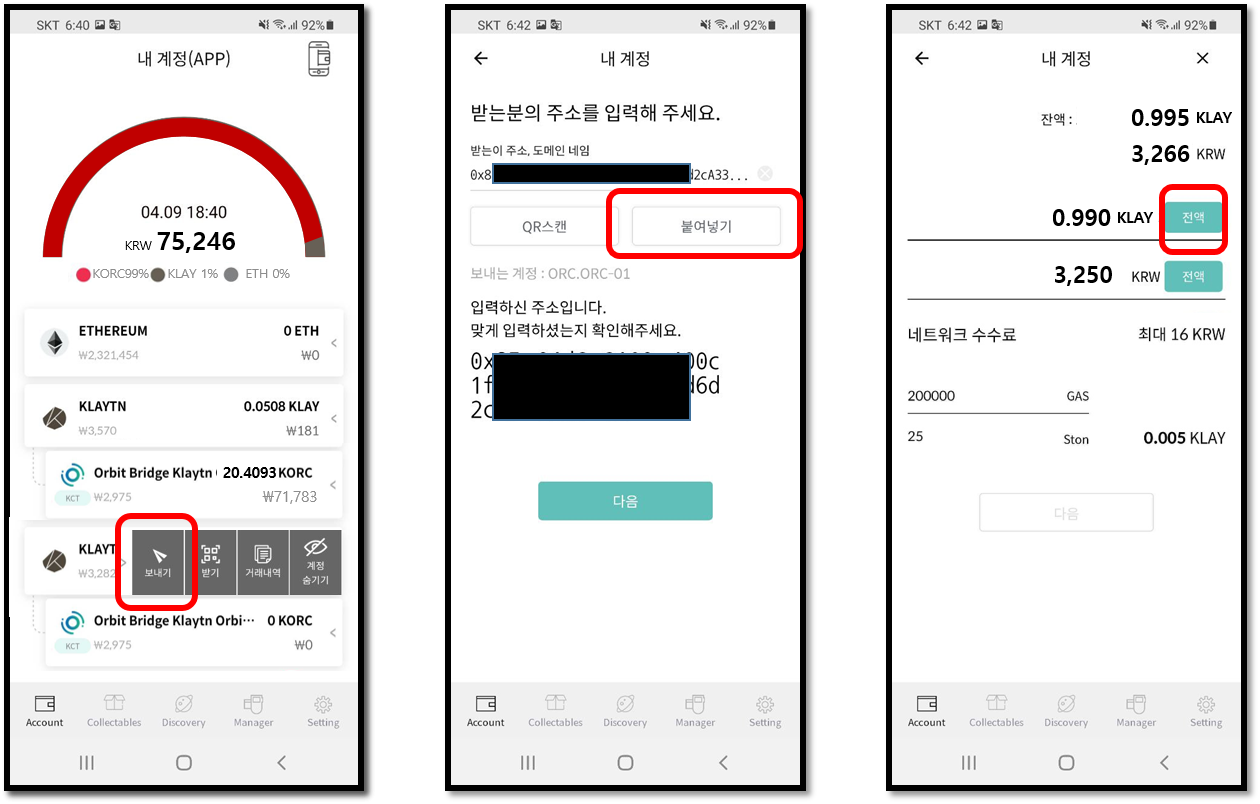 SKT 6:40
92%
내 계정(APP)
04.09 18:40
KRW 75,246
KORC99% KLAY 1% ETH 0%
ETHEREUM 0 ETH
₩2,321,454 ₩0
KLAYTN 0.0508 KLAY
₩3,570 ₩181
Orbit Bridge Klaytn 20.4093 KORC
KCT ₩2,975 ₩71,783
KLAYT
₩3,282
보내기 받기 거래내역 계정
숨기기
Orbit Bridge Klaytn Orbi··· 0 KORC
KCT ₩2,975 ₩0
Account Collectables Discovery Manager Setting
SKT 6:42
92%
내 계정
받는분의 주소를 입력해 주세요.
받는이 주소, 도메인 네임
0x8 d2cA33...
QR스캔 붙여넣기
보내는 계정 : ORC.ORC-01
입력하신 주소입니다.
맞게 입력하셨는지 확인해주세요.
0x 00c
1f d6d
2c
다음
Account Collectables Discovery Manager Setting
SKT 6:42
92%
내 계정
잔액 : 0.995 KLAY
3,266 KRW
0.990 KLAY 전액
3,250 KRW 전액
네트워크 수수료 최대 16 KRW
200000 GAS
25 Ston 0.005 KLAY
다음
Account Collectables Discovery Manager Setting